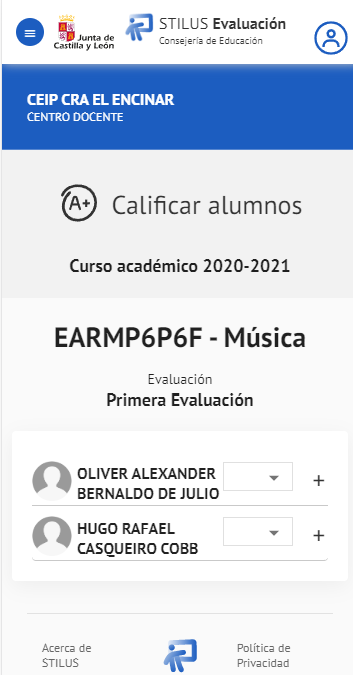 Junta de
Castilla y León
STILUS Evaluación
Consejería de Educación
CEIP CRA EL ENCINAR
CENTRO DOCENTE
A+
Calificar alumnos
Curso académico 2020-2021
EARMP6P6F - Música
Evaluación
Primera Evaluación
OLIVER ALEXANDER
BERNALDO DE JULIO
+
HUGO RAFAEL
CASQUEIRO COBB
+
Acerca de
STILUS
Política de
Privacidad